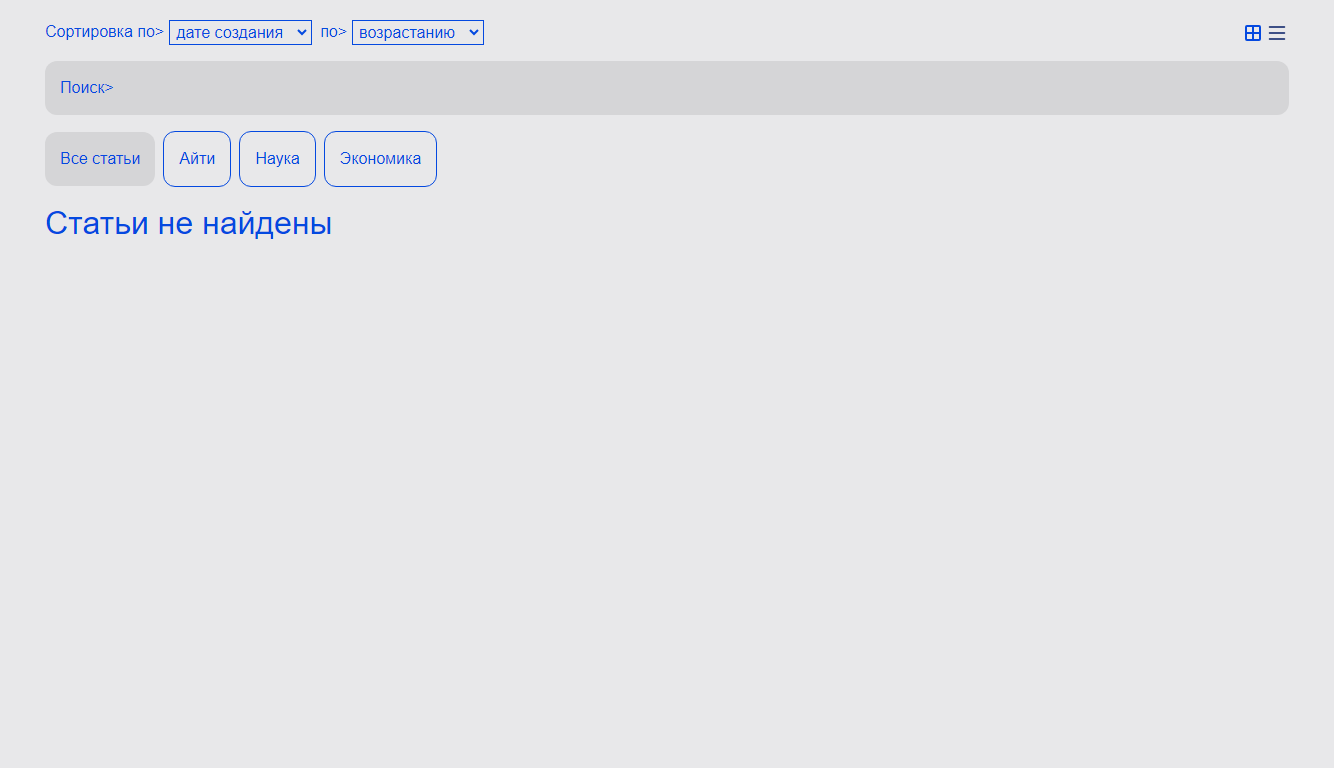 Сортировка по> дате создания по> возрастанию
Поиск>
Все статьи Айти Наука Экономика
Статьи не найдены